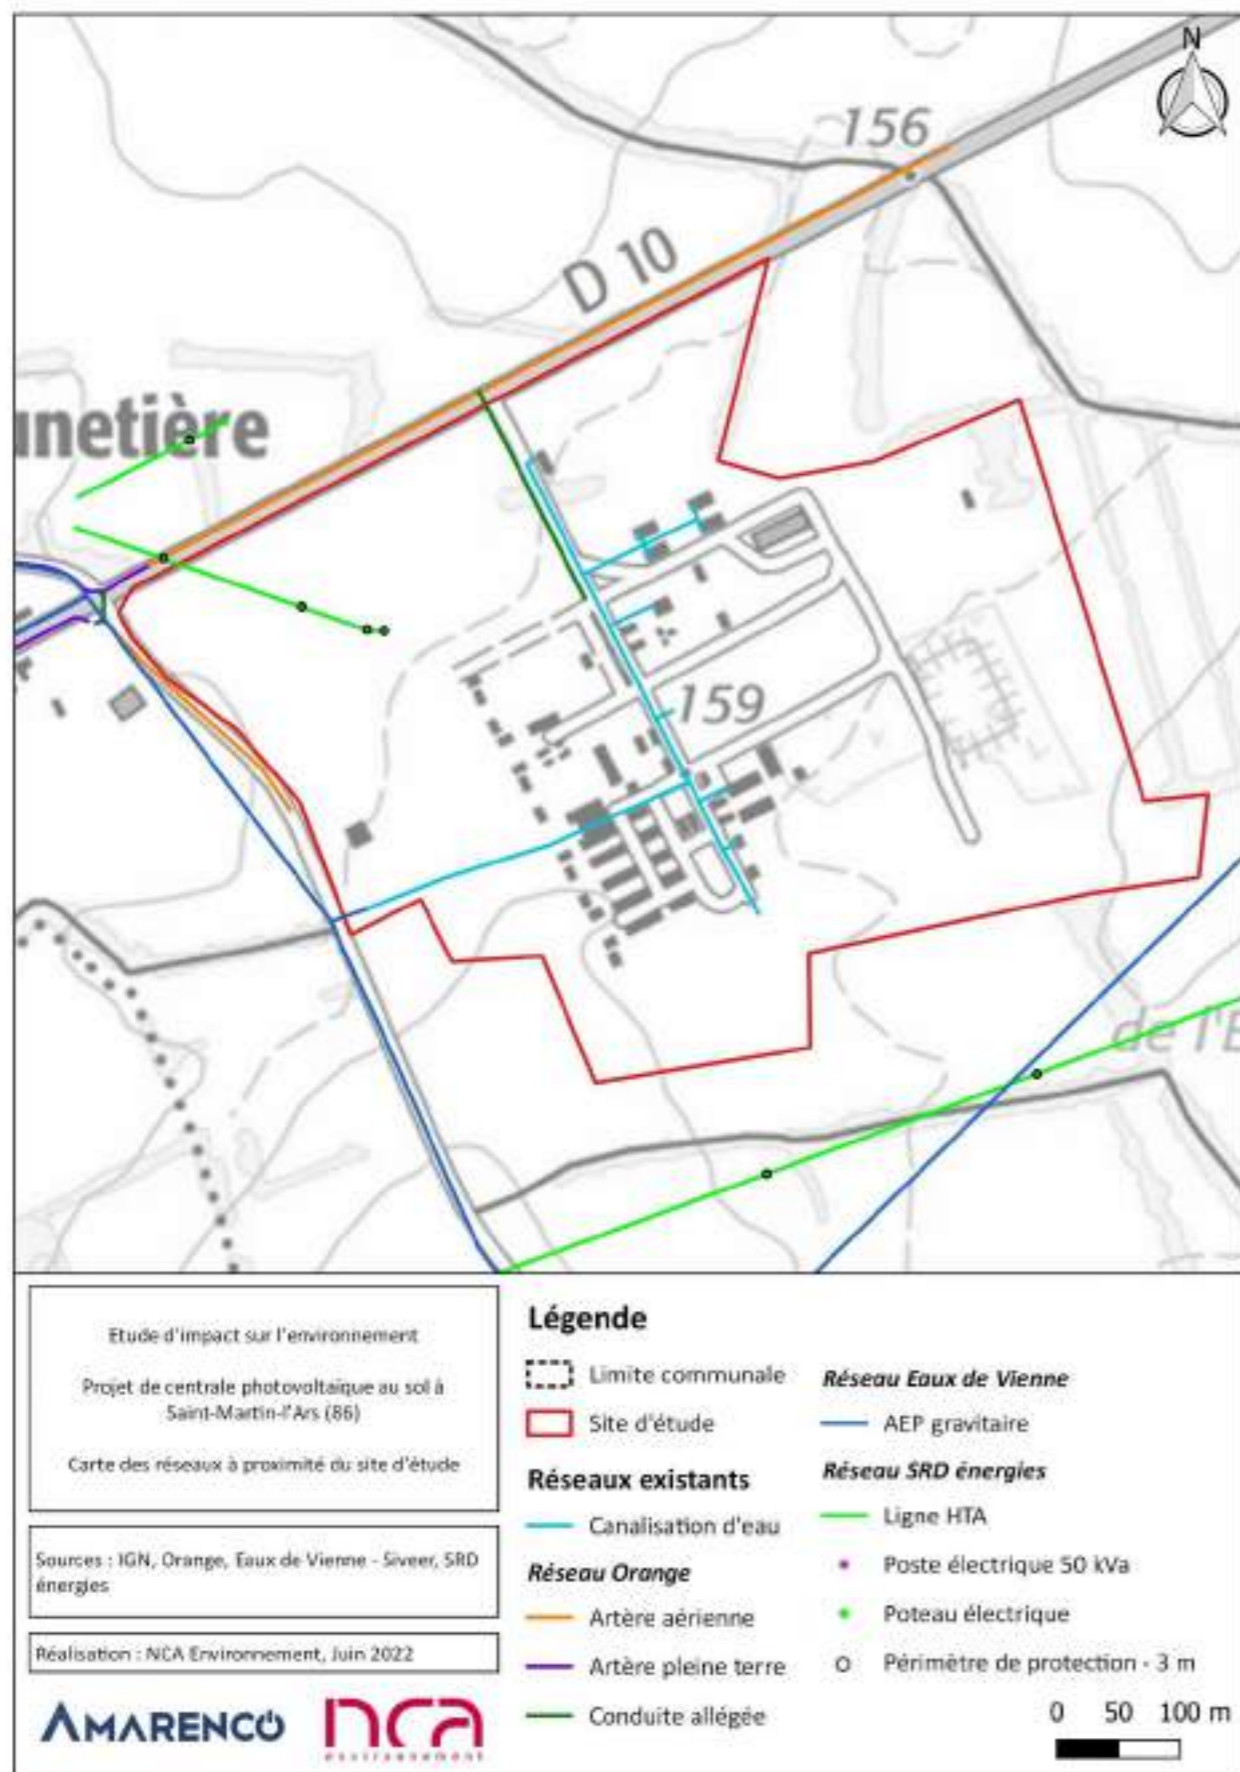 N
156
D 10
unetière
159
de l'E
Etude d'impact sur l'environnement
Projet de centrale photovoltaïque au sol à
Saint-Martin-l'Ars (86)
Carte des réseaux à proximité du site d'étude
Sources : IGN, Orange, Eaux de Vienne - Siveer, SRD
énergies
Réalisation : NCA Environnement, Juin 2022
AMARENCO
nca
environnement
Légende
Limite communale
Site d'étude
Réseaux existants
Canalisation d'eau
Réseau Orange
Artère aérienne
Artère pleine terre
Conduite allégée
Réseau Eaux de Vienne
AEP gravitaire
Réseau SRD énergies
Ligne HTA
Poste électrique 50 kVa
Poteau électrique
Périmètre de protection - 3 m
0 50 100 m